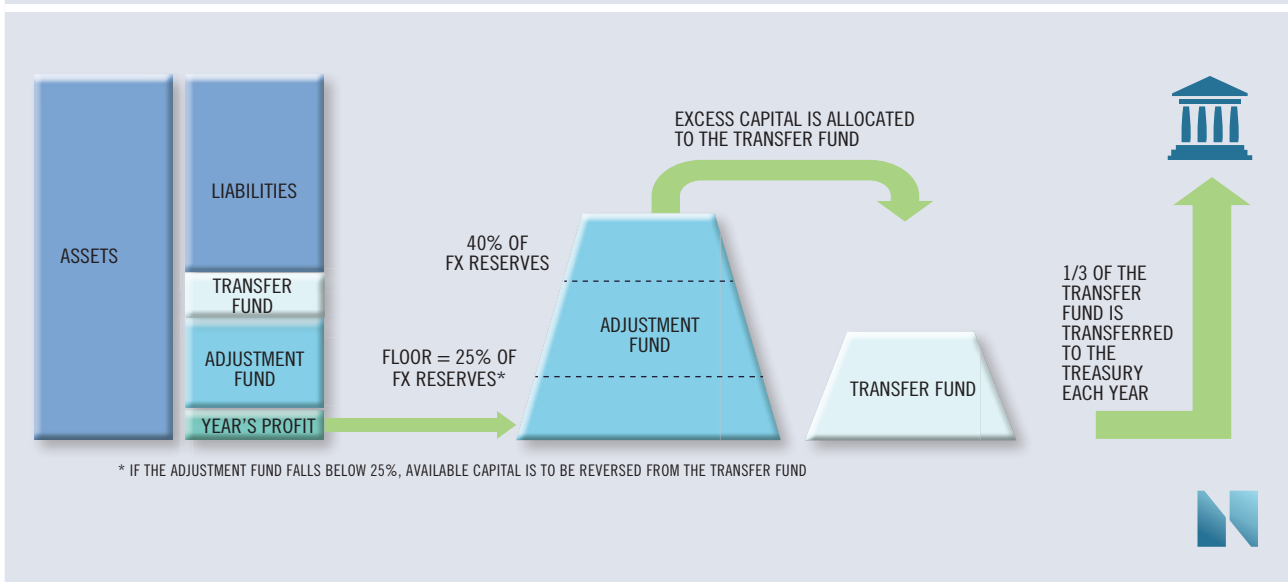 ASSETS
LIABILITIES
TRANSFER
FUND
ADJUSTMENT
FUND
YEAR'S PROFIT
40% OF
FX RESERVES
FLOOR = 25% OF
FX RESERVES*
EXCESS CAPITAL IS ALLOCATED
TO THE TRANSFER FUND
ADJUSTMENT
FUND
TRANSFER FUND
1/3 OF THE
TRANSFER
FUND IS
TRANSFERRED
TO THE
TREASURY
EACH YEAR
* IF THE ADJUSTMENT FUND FALLS BELOW 25%, AVAILABLE CAPITAL IS TO BE REVERSED FROM THE TRANSFER FUND